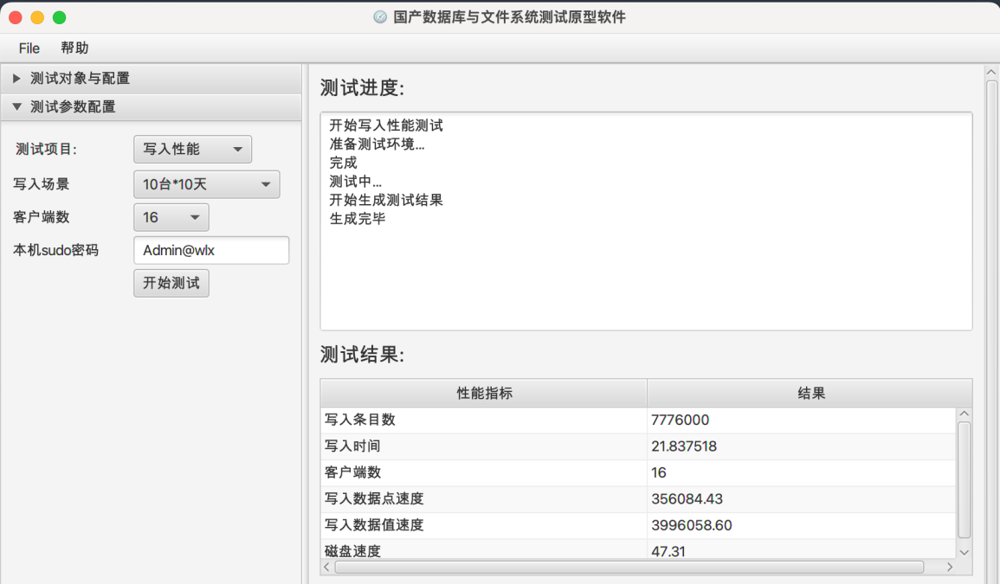 国产数据库与文件系统测试原型软件
File 帮助
测试对象与配置
测试参数配置
测试项目:
写入性能
写入场景
10台*10天
客户端数
16
本机sudo密码
Admin@wlx
开始测试
测试进度:
开始写入性能测试
准备测试环境...
完成
测试中...
开始生成测试结果
生成完毕
测试结果:
性能指标 结果
写入条目数 7776000
写入时间 21.837518
客户端数 16
写入数据点速度 356084.43
写入数据值速度 3996058.60
磁盘速度 47.31